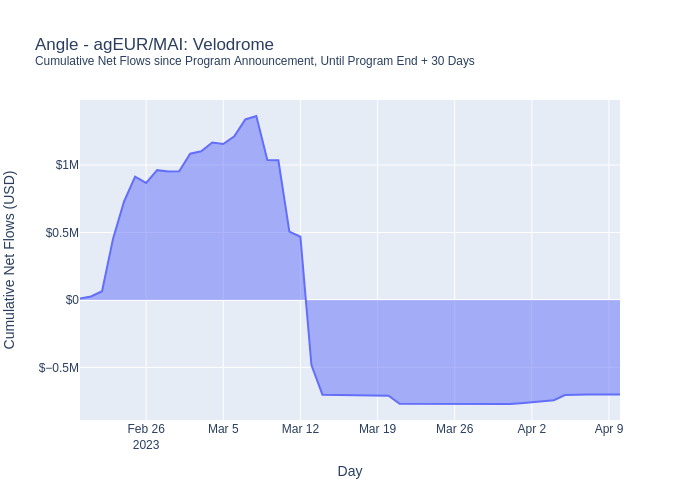 Angle - agEUR/MAI: Velodrome
Cumulative Net Flows since Program Announcement, Until Program End + 30 Days
Cumulative Net Flows (USD)
$1M
$0.5M
$0
$−0.5M
Feb 26
2023
Mar 5
Mar 12
Mar 19
Mar 26
Apr 2
Apr 9
Day